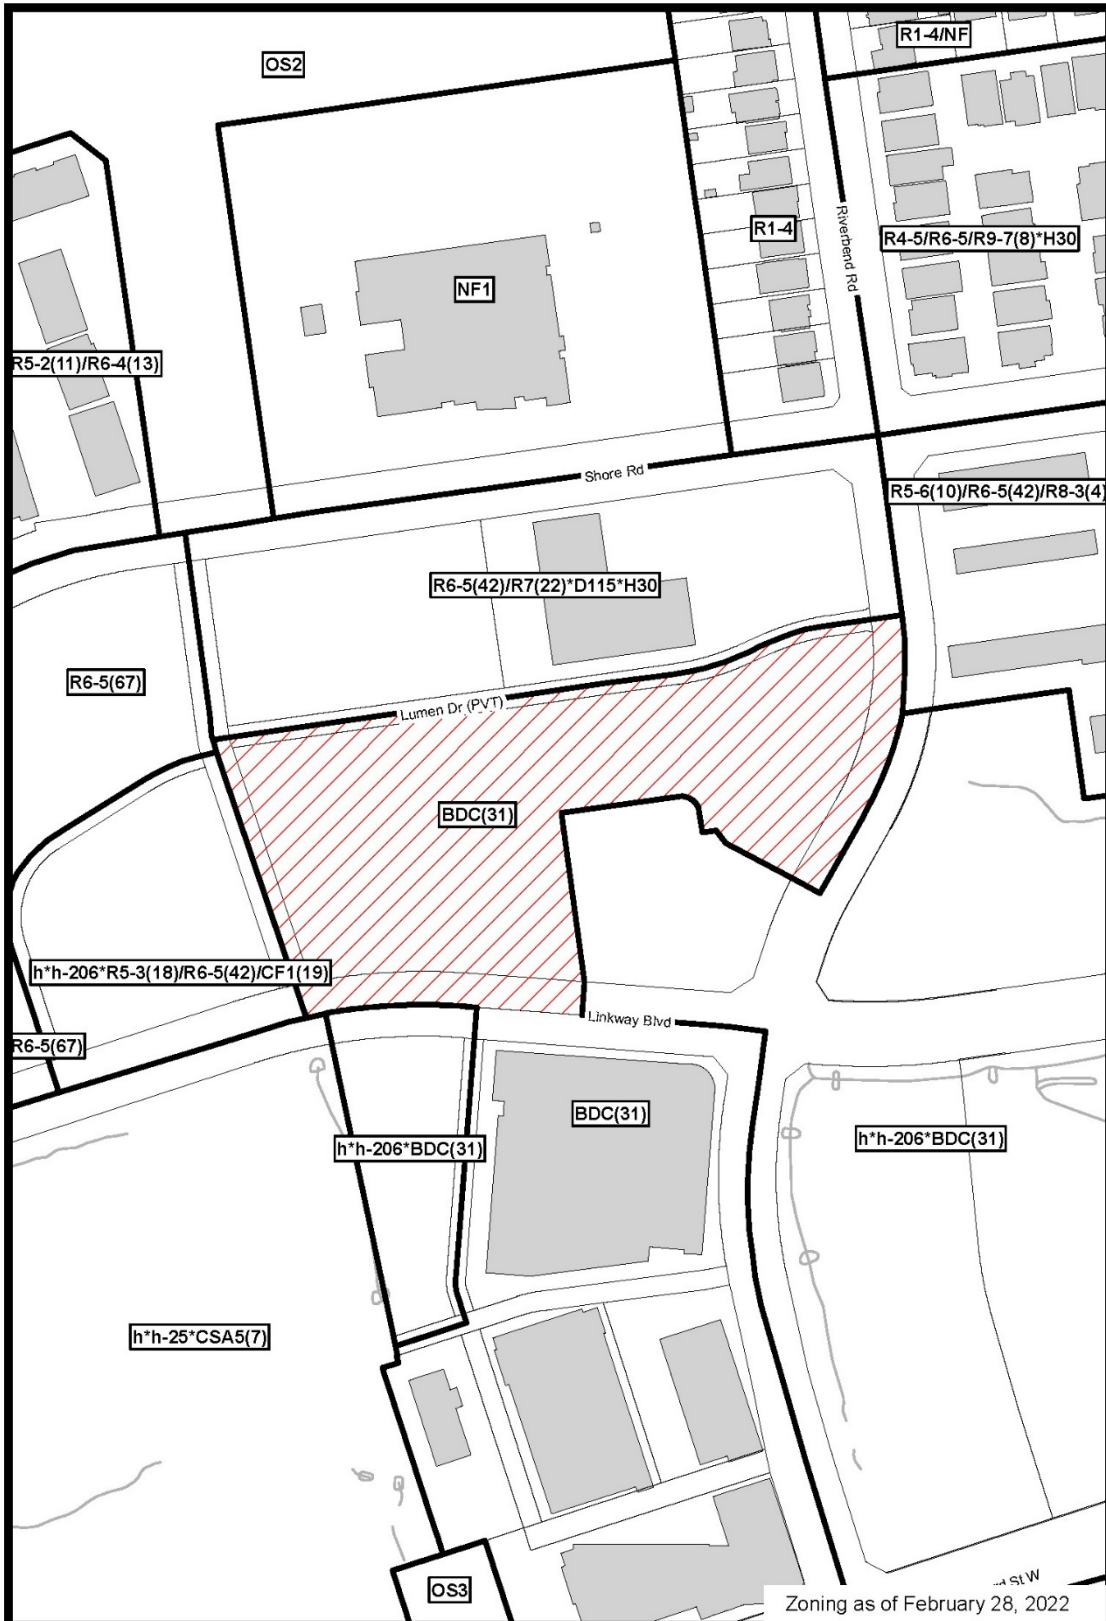 R1-4/NF
OS2
R1-4
Riverbend Rd
R4-5/R6-5/R9-7(8)*H30
NF1
R5-2(11)/R6-4(13)
Shore Rd
R5-6(10)/R6-5(42)/R8-3(4)
R6-5(42)/R7(22)*D115*H30
R6-5(67)
Lumen Dr (PVT)
BDC(31)
h*h-206*R5-3(18)/R6-5(42)/CF1(19)
Linkway Blvd
R6-5(67)
BDC(31)
h*h-206*BDC(31)
h*h-206*BDC(31)
h*h-25*CSA5(7)
OS3
St W
Zoning as of February 28, 2022